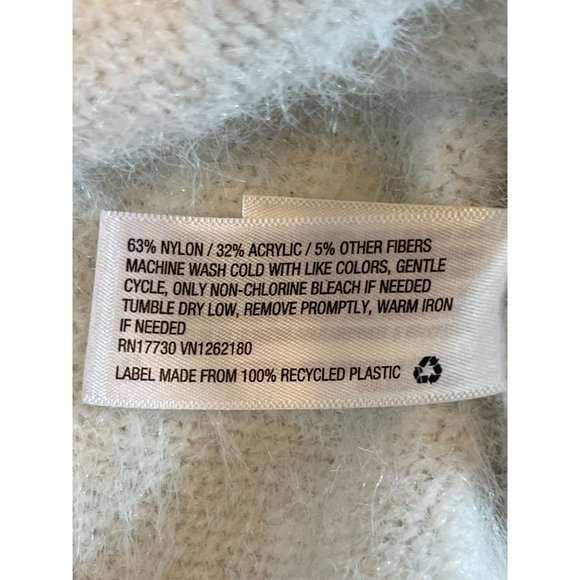 63% NYLON / 32% ACRYLIC / 5% OTHER FIBERS
MACHINE WASH COLD WITH LIKE COLORS, GENTLE
CYCLE, ONLY NON-CHLORINE BLEACH IF NEEDED
TUMBLE DRY LOW, REMOVE PROMPTLY, WARM IRON
IF NEEDED
RN17730 VN1262180
LABEL MADE FROM 100% RECYCLED PLASTIC